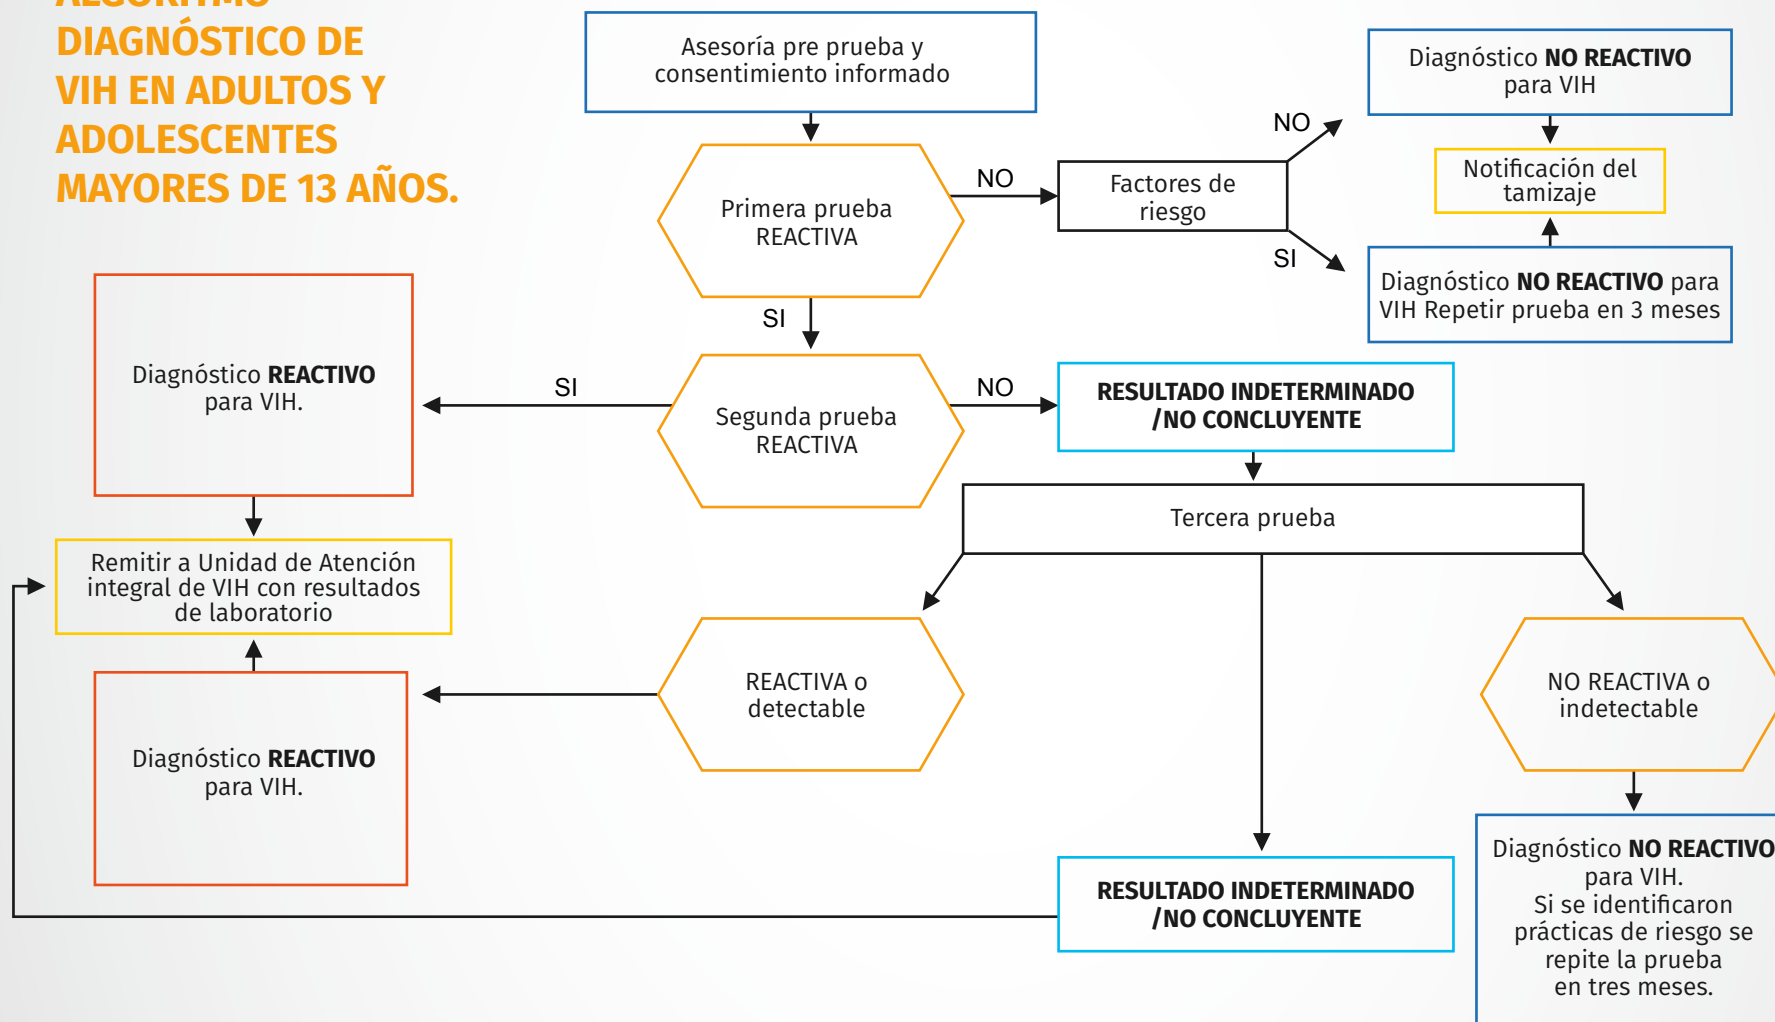 ALGORITMO
DIAGNÓSTICO DE
VIH EN ADULTOS Y
ADOLESCENTES
MAYORES DE 13 AÑOS.
Asesoría pre prueba y
consentimiento informado
Primera prueba
REACTIVA
NO
Factores de
riesgo
NO
SI
Diagnóstico NO REACTIVO
para VIH
Notificación del
tamizaje
Diagnóstico NO REACTIVO para
VIH Repetir prueba en 3 meses
SI
Segunda prueba
REACTIVA
SI
NO
Diagnóstico REACTIVO
para VIH.
RESULTADO INDETERMINADO
/NO CONCLUYENTE
Tercera prueba
Remitir a Unidad de Atención
integral de VIH con resultados
de laboratorio
REACTIVA o
detectable
NO REACTIVA o
indetectable
Diagnóstico REACTIVO
para VIH.
RESULTADO INDETERMINADO
/NO CONCLUYENTE
Diagnóstico NO REACTIVO
para VIH.
Si se identificaron
prácticas de riesgo se
repite la prueba
en tres meses.